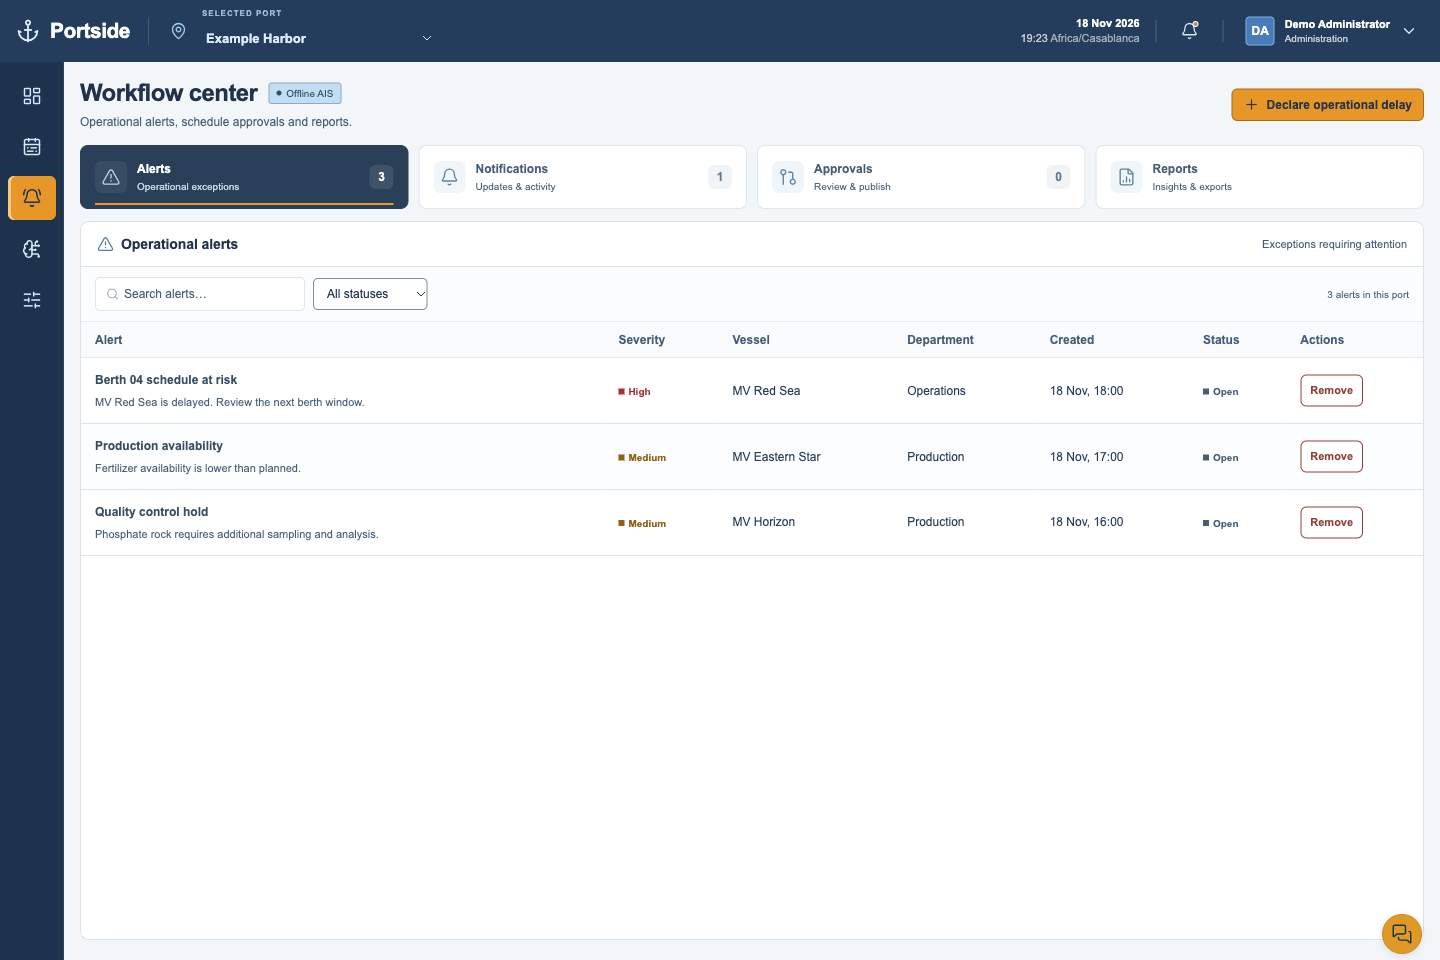 Portside
SELECTED PORT
Example Harbor
18 Nov 2026
19:23 Africa/Casablanca
DA
Demo Administrator
Administration
Workflow center
Offline AIS
Operational alerts, schedule approvals and reports.
Declare operational delay
Alerts
Operational exceptions
3
Notifications
Updates & activity
1
Approvals
Review & publish
0
Reports
Insights & exports
Operational alerts
Exceptions requiring attention
Search alerts…
All statuses
3 alerts in this port
Alert Severity Vessel Department Created Status Actions
Berth 04 schedule at risk
MV Red Sea is delayed. Review the next berth window.
High MV Red Sea Operations 18 Nov, 18:00 Open Remove
Production availability
Fertilizer availability is lower than planned.
Medium MV Eastern Star Production 18 Nov, 17:00 Open Remove
Quality control hold
Phosphate rock requires additional sampling and analysis.
Medium MV Horizon Production 18 Nov, 16:00 Open Remove